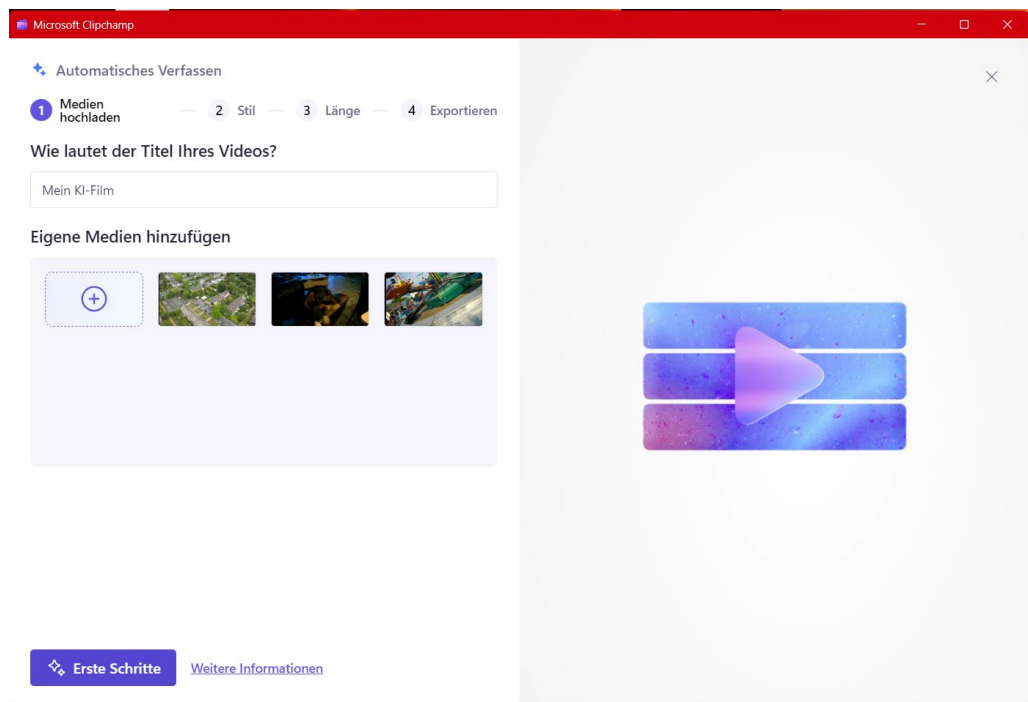 Microsoft Clipchamp
Automatisches Verfassen
1 Medien hochladen — 2 Stil — 3 Länge — 4 Exportieren
Wie lautet der Titel Ihres Videos?
Mein KI-Film
Eigene Medien hinzufügen
Erste Schritte Weitere Informationen